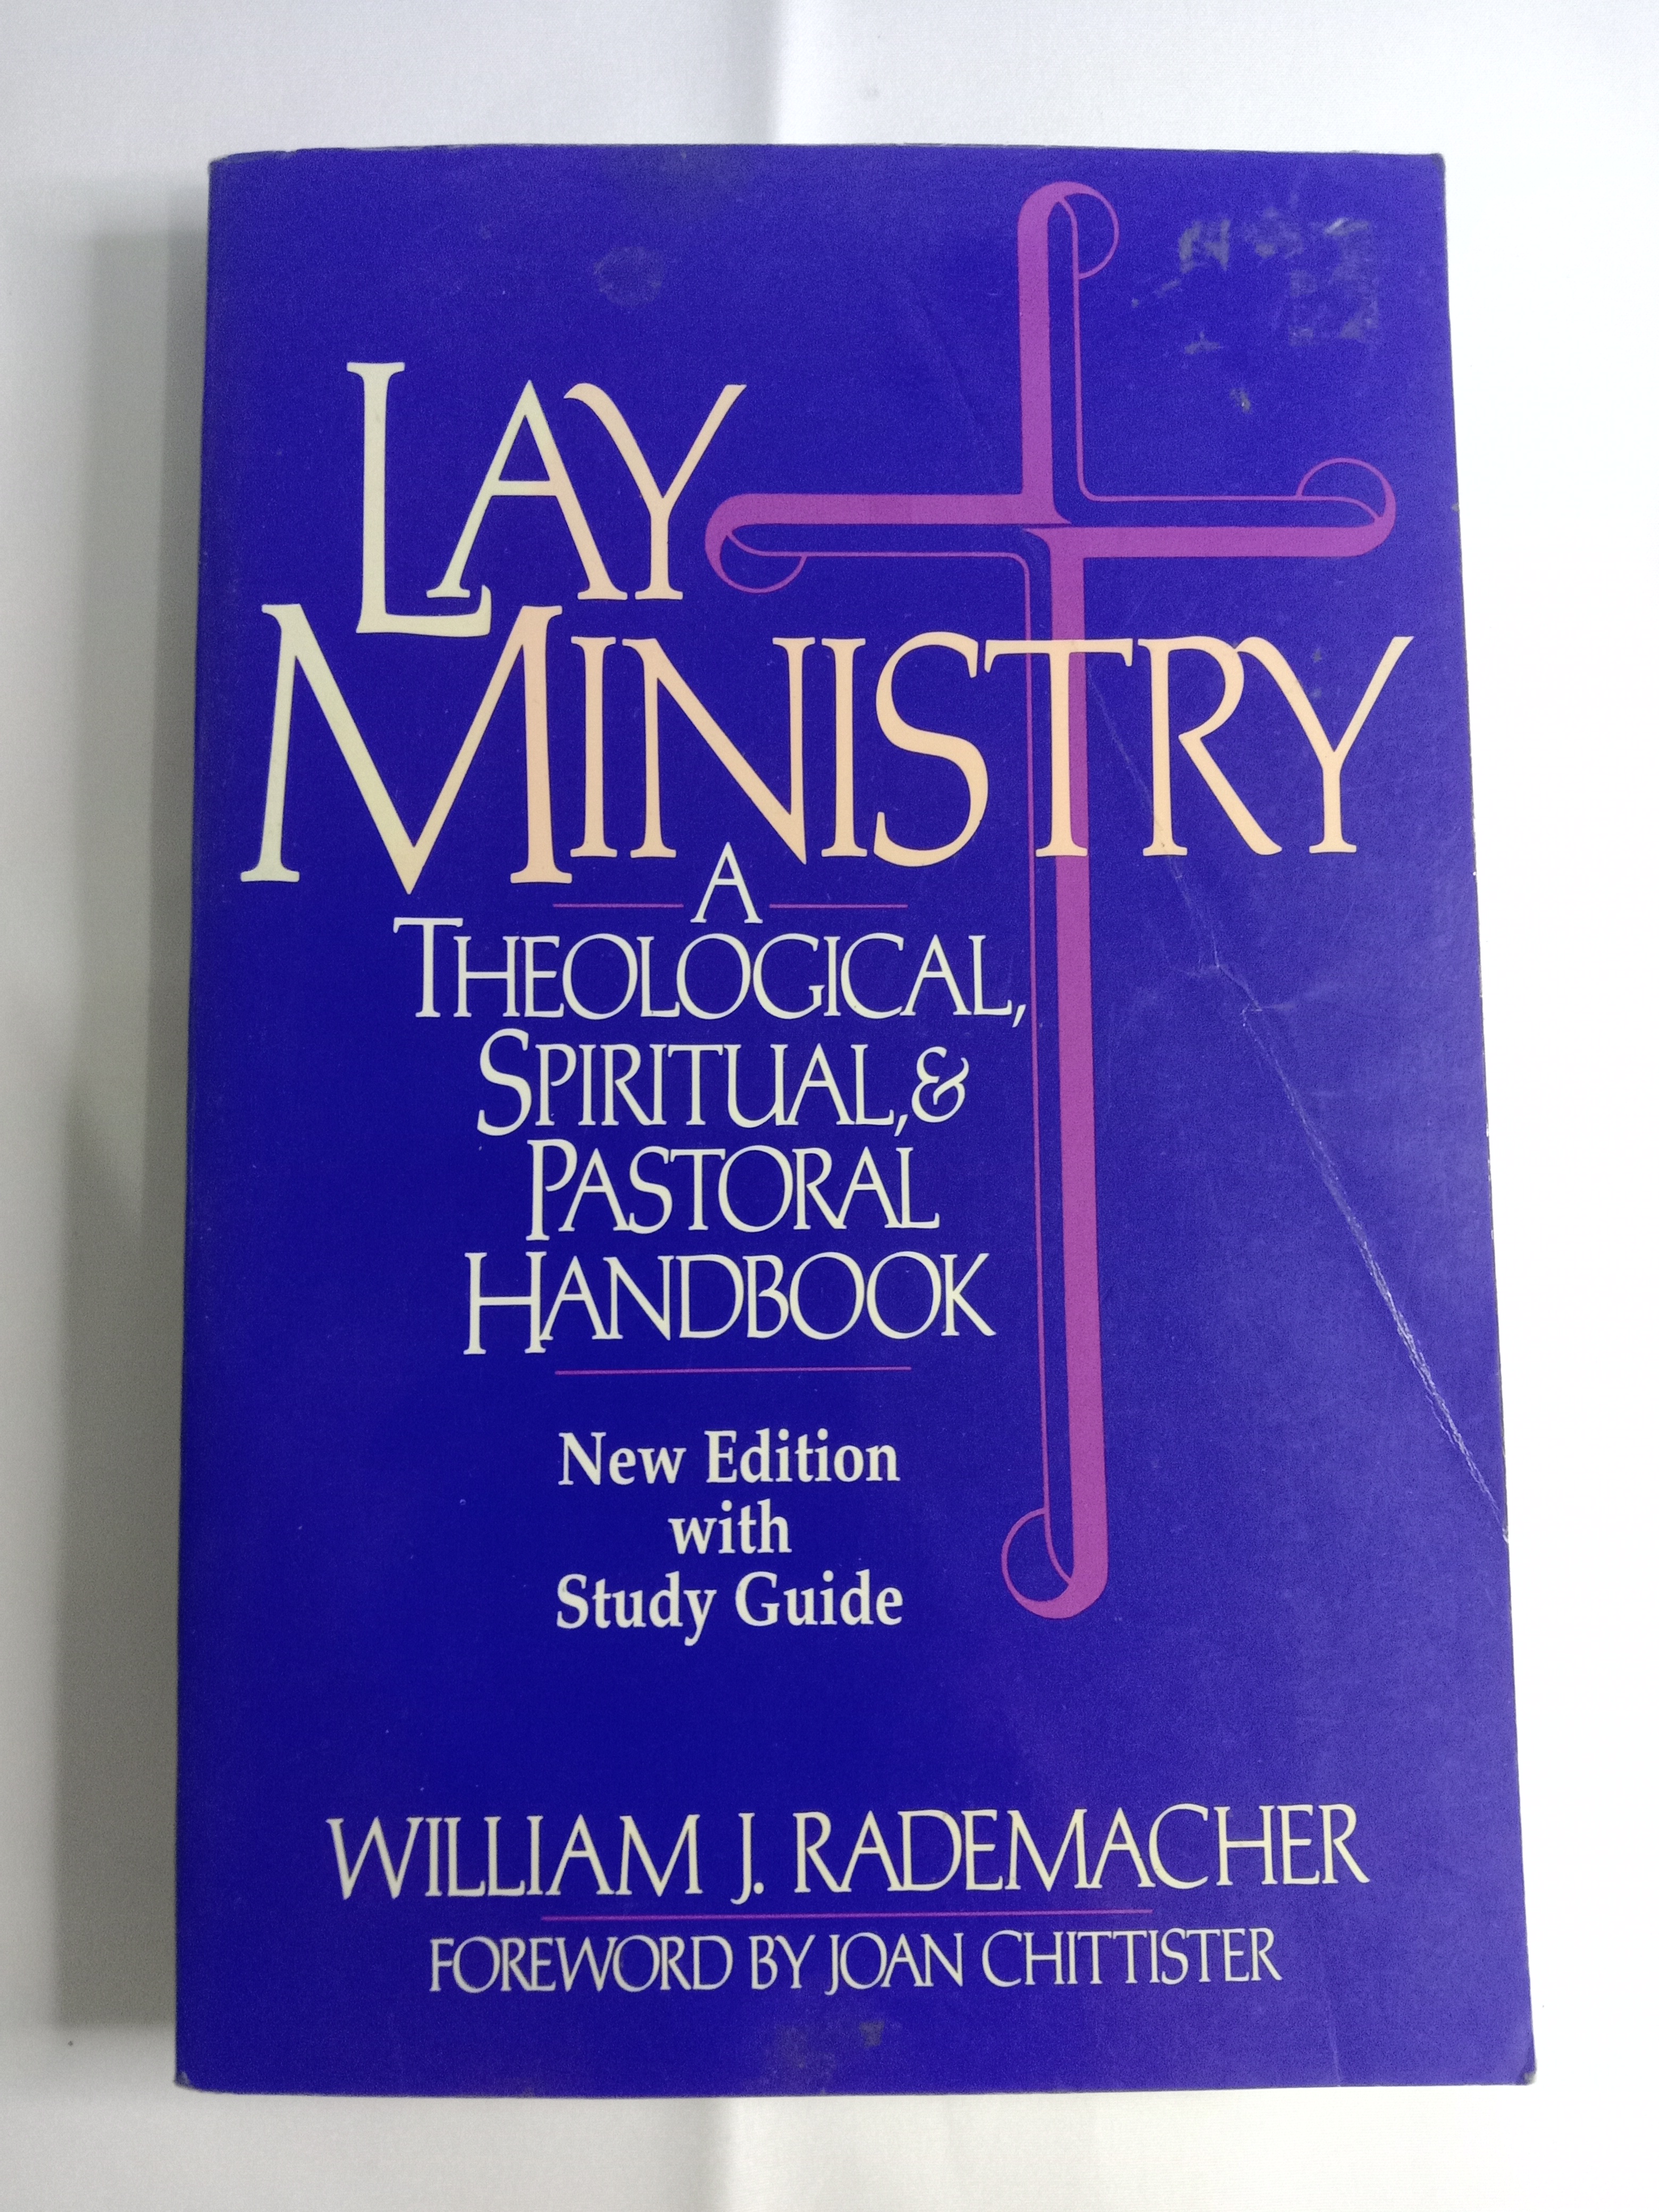 LAY
MINISTRY
A
THEOLOGICAL,
SPIRITUAL, &
PASTORAL
HANDBOOK
New Edition
with
Study Guide
WILLIAM J. RADEMACHER
FOREWORD BY JOAN CHITTISTER